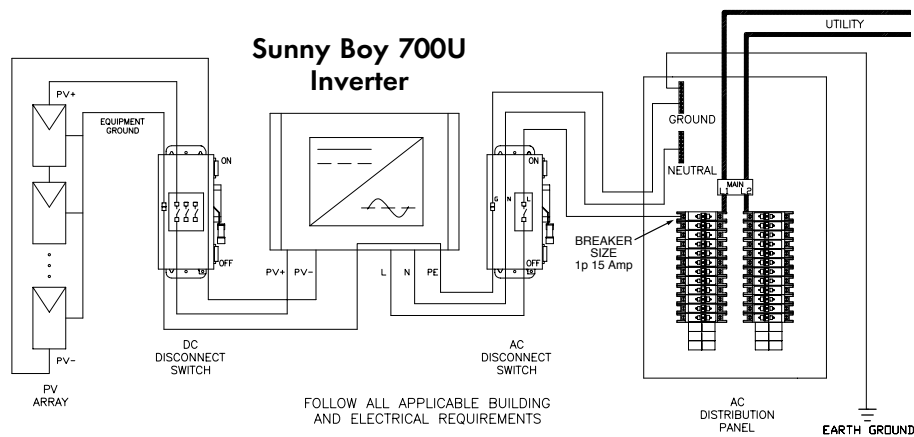 Sunny Boy 700U
Inverter
UTILITY
PV+
EQUIPMENT
GROUND
ON
OFF
PV-
PV+
PV-
L
N
PE
G
N
L
ON
OFF
GROUND
NEUTRAL
MAIN
L1
L2
BREAKER
SIZE
1p 15 Amp
DC
DISCONNECT
SWITCH
AC
DISCONNECT
SWITCH
PV
ARRAY
FOLLOW ALL APPLICABLE BUILDING
AND ELECTRICAL REQUIREMENTS
AC
DISTRIBUTION
PANEL
EARTH GROUND